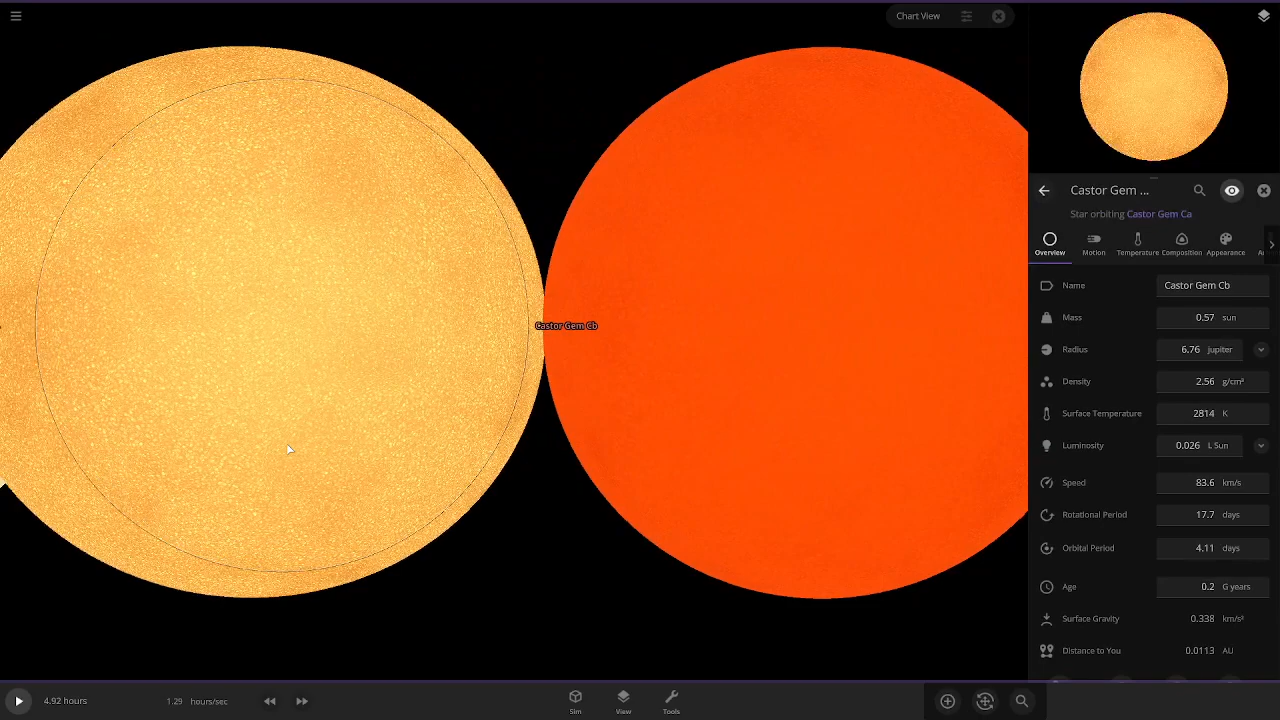 Chart View
Castor Gem ...
Star orbiting Castor Gem Ca
Overview Motion Temperature Composition Appearance
Name Castor Gem Cb
Mass 0.57 sun
Castor Gem Cb
Radius 6.76 jupiter
Density 2.56 g/cm³
Surface Temperature 2814 K
Luminosity 0.026 L Sun
Speed 83.6 km/s
Rotational Period 17.7 days
Orbital Period 4.11 days
Age 0.2 G years
Surface Gravity 0.338 km/s²
Distance to You 0.0113 AU
4.92 hours 1.29 hours/sec
Sim View Tools